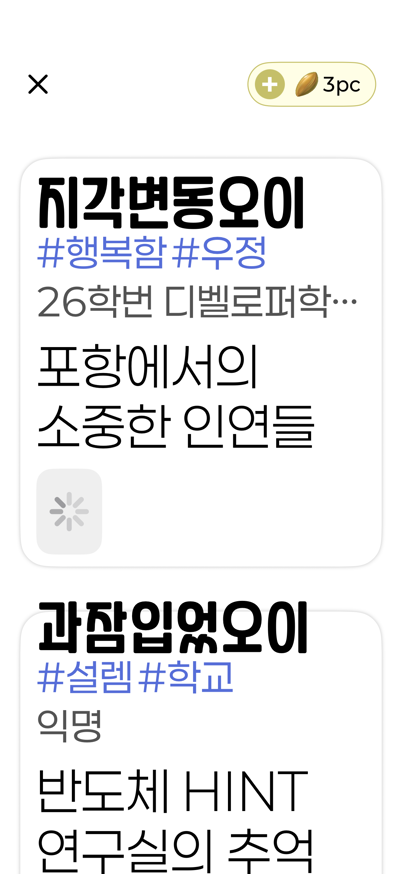 3pc
지각변동오이
#행복함 #우정
26학번 디벨로퍼학···
포항에서의
소중한 인연들
과잠입었오이
#설렘 #학교
익명
반도체 HINT
연구실의 추억